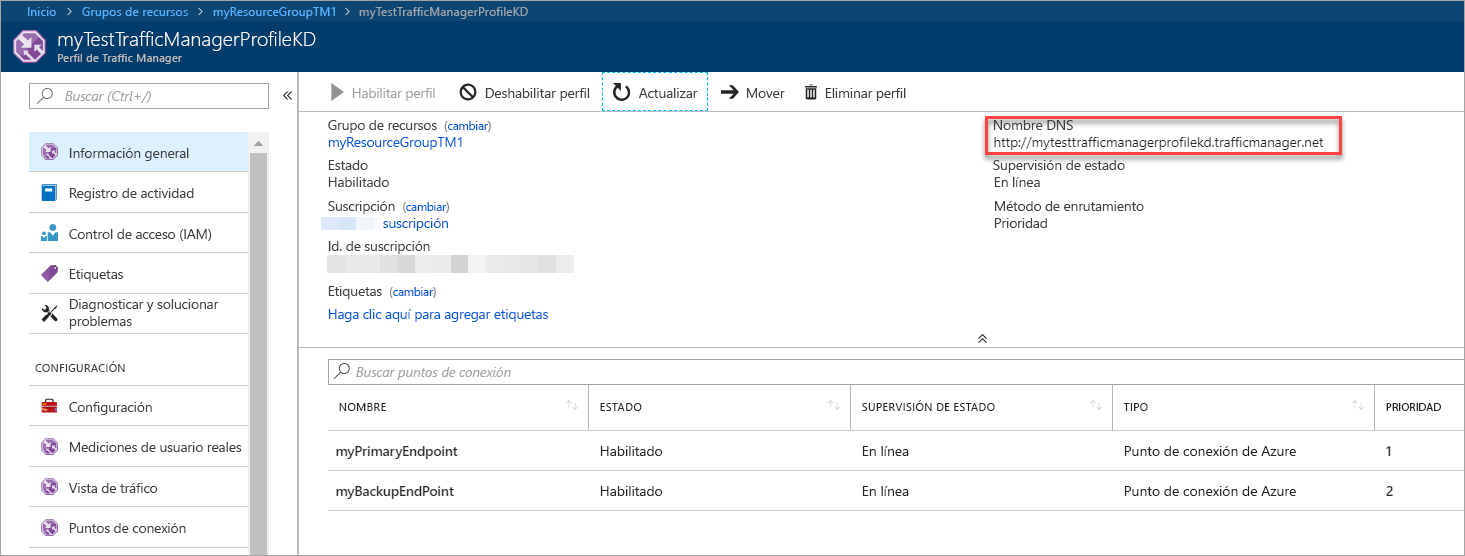 Inicio > Grupos de recursos > myResourceGroupTM1 > myTestTrafficManagerProfileKD
myTestTrafficManagerProfileKD
Perfil de Traffic Manager
Buscar (Ctrl+/)
«
Información general
Registro de actividad
Control de acceso (IAM)
Etiquetas
Diagnosticar y solucionar
problemas
CONFIGURACIÓN
Configuración
Mediciones de usuario reales
Vista de tráfico
Puntos de conexión
Habilitar perfil Deshabilitar perfil Actualizar Mover Eliminar perfil
Grupo de recursos (cambiar)
myResourceGroupTM1
Estado
Habilitado
Suscripción (cambiar)
suscripción
Id. de suscripción
Etiquetas (cambiar)
Haga clic aquí para agregar etiquetas
Nombre DNS
http://mytesttrafficmanagerprofilekd.trafficmanager.net
Supervisión de estado
En línea
Método de enrutamiento
Prioridad
Buscar puntos de conexión
NOMBRE ESTADO SUPERVISIÓN DE ESTADO TIPO PRIORIDAD
myPrimaryEndpoint Habilitado En línea Punto de conexión de Azure 1
myBackupEndPoint Habilitado En línea Punto de conexión de Azure 2